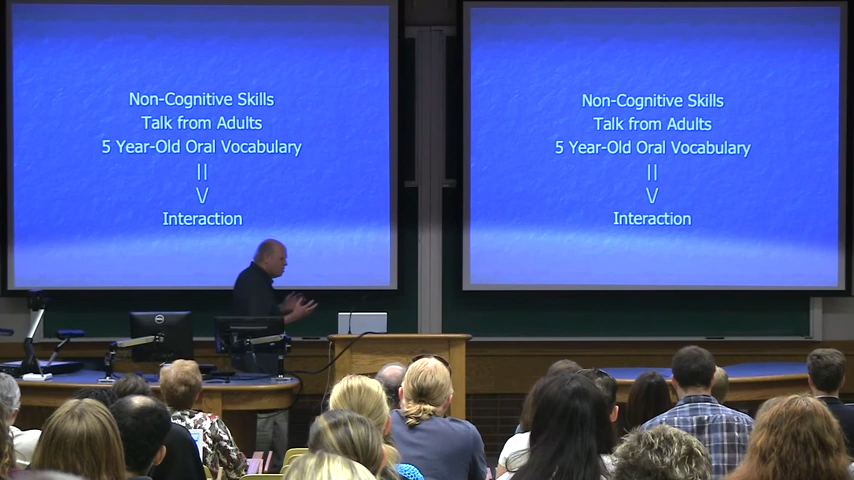 Non-Cognitive Skills
Talk from Adults
5 Year-Old Oral Vocabulary
||
\/
Interaction
Non-Cognitive Skills
Talk from Adults
5 Year-Old Oral Vocabulary
||
\/
Interaction
DELL